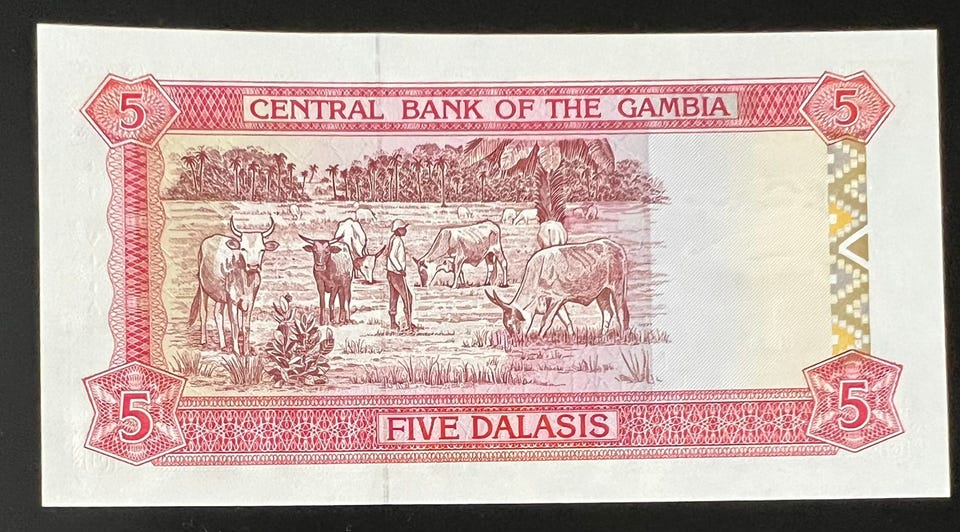 5 CENTRAL BANK OF THE GAMBIA 5
5 FIVE DALASIS 5